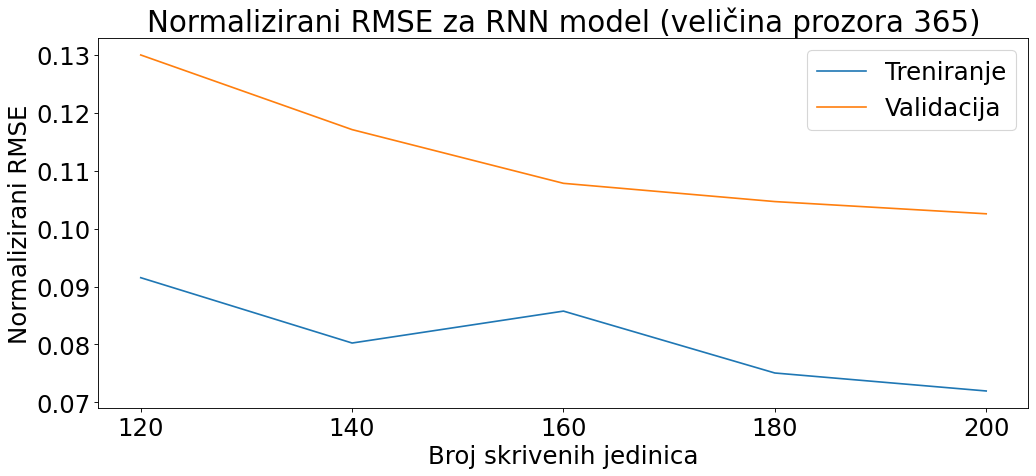 Normalizirani RMSE za RNN model (veličina prozora 365)
Normalizirani RMSE
0.13
0.12
0.11
0.10
0.09
0.08
0.07
Treniranje
Validacija
120 140 160 180 200
Broj skrivenih jedinica